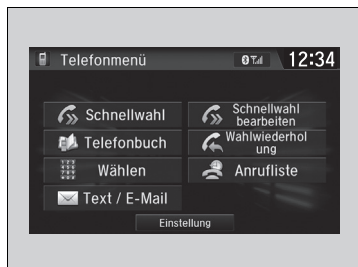 Telefonmenü
12:34
Schnellwahl
Schnellwahl
bearbeiten
Telefonbuch
Wahlwiederhol
ung
Wählen
Anrufliste
Text / E-Mail
Einstellung